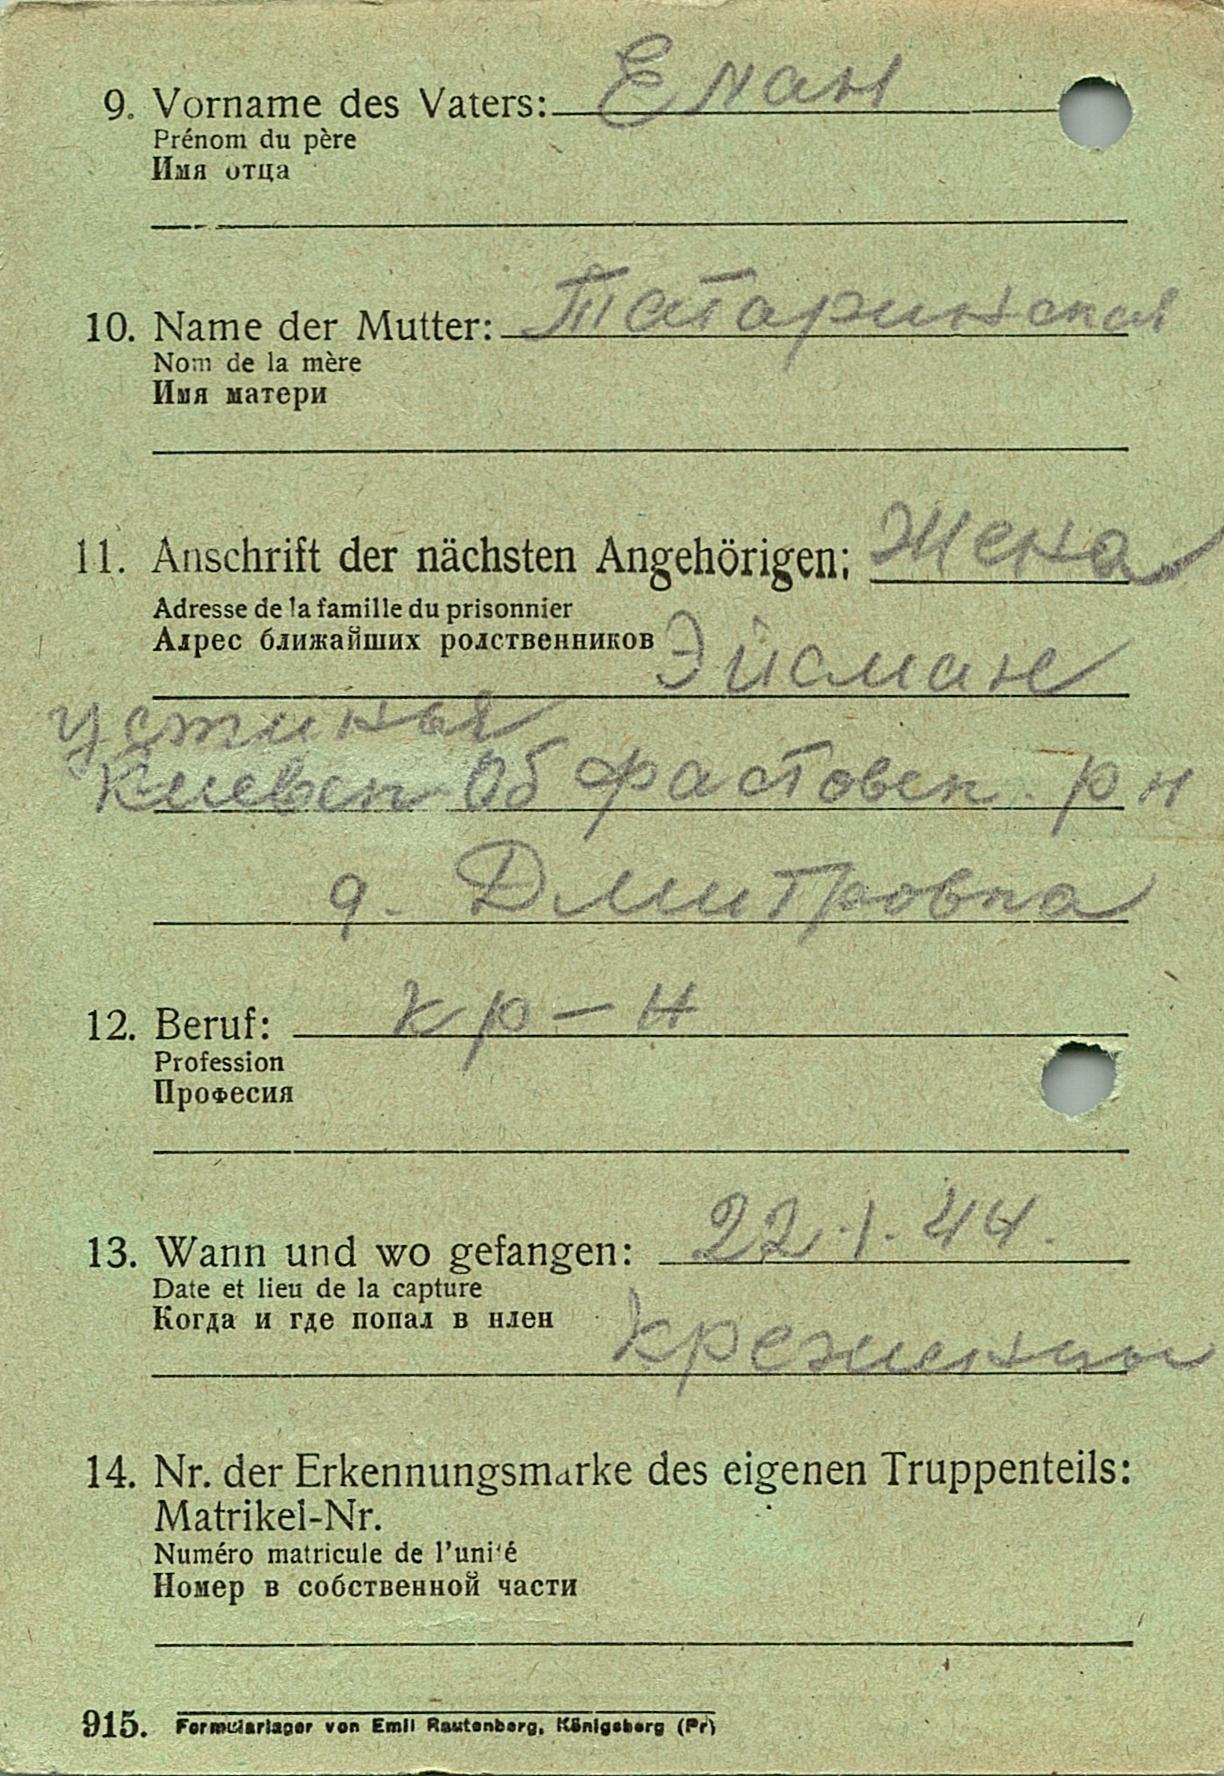 9. Vorname des Vaters: Еман
Prénom du père
Имя отца
10. Name der Mutter: Татаринская
Nom de la mère
Имя матери
11. Anschrift der nächsten Angehörigen: Жена
Adresse de la famille du prisonnier
Адрес ближайших родственников
Эйсман
устинья
Киевск Об фастовск рн
д. Дмитровка
12. Beruf: кр-н
Profession
Професия
13. Wann und wo gefangen: 22.1.44.
Date et lieu de la capture
Когда и где попал в плен
14. Nr. der Erkennungsmarke des eigenen Truppenteils:
Matrikel-Nr.
Numéro matricule de l'unité
Номер в собственной части
915. Formularlager von Emil Rautenberg, Königsberg (Pr)